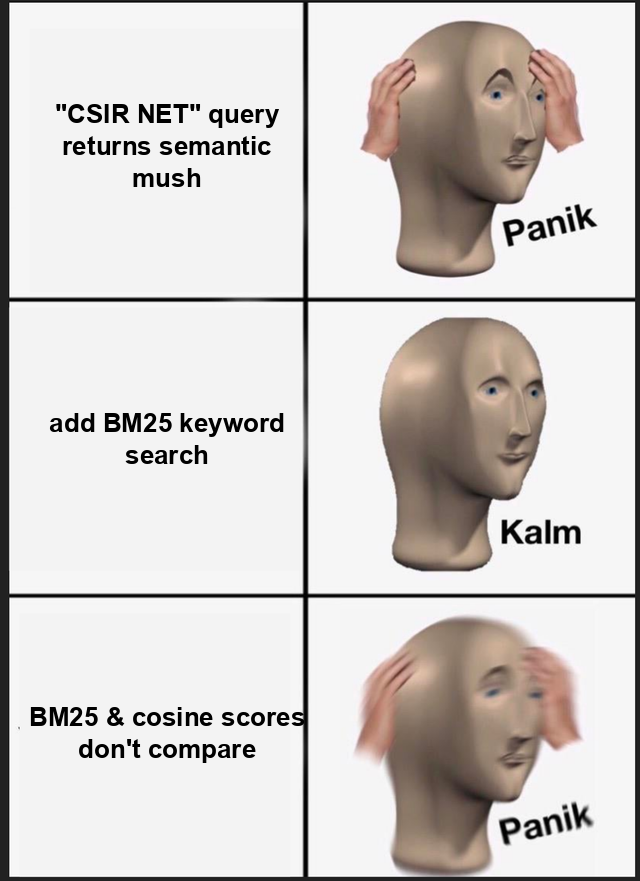 "CSIR NET" query
returns semantic
mush
Panik
add BM25 keyword
search
Kalm
BM25 & cosine scores
don't compare
Panik